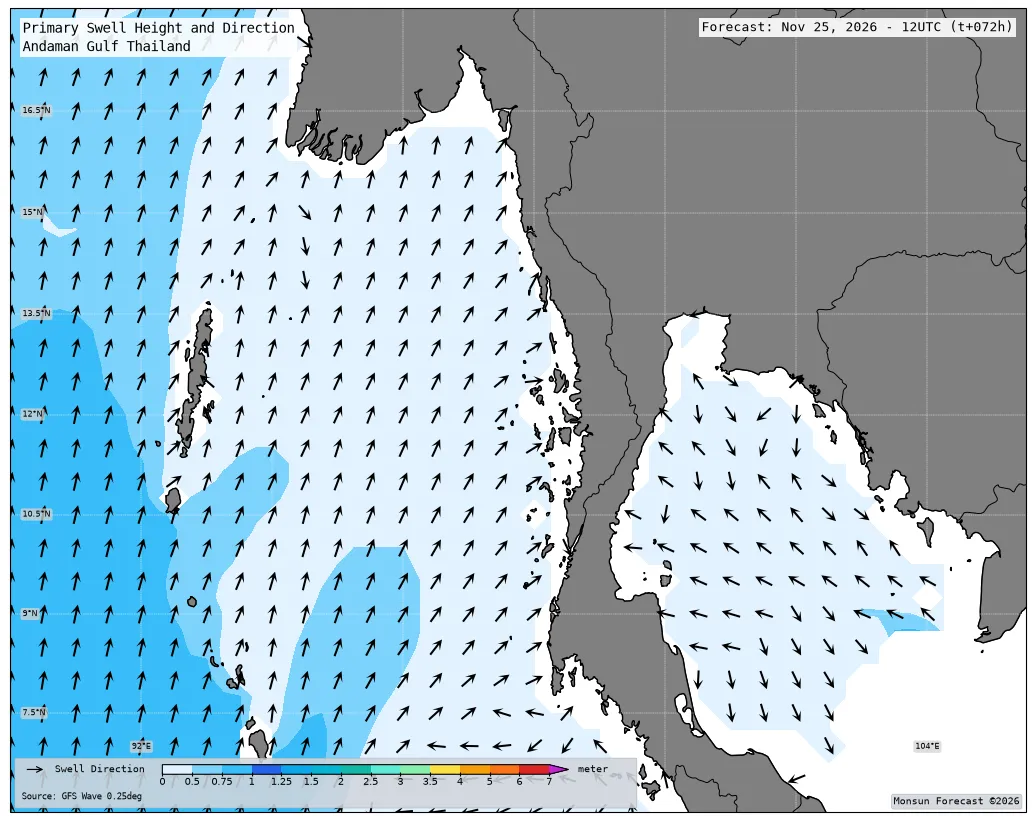 Primary Swell Height and Direction
Andaman Gulf Thailand
Forecast: Nov 25, 2026 - 12UTC (t+072h)
16.5°N
15°N
13.5°N
12°N
10.5°N
9°N
7.5°N
92°E
104°E
Swell Direction
0 0.5 0.75 1.25 1.5 2 2.5 3 3.5 4 5 6 7
meter
Source: GFS Wave 0.25deg
Monsun Forecast ©2026